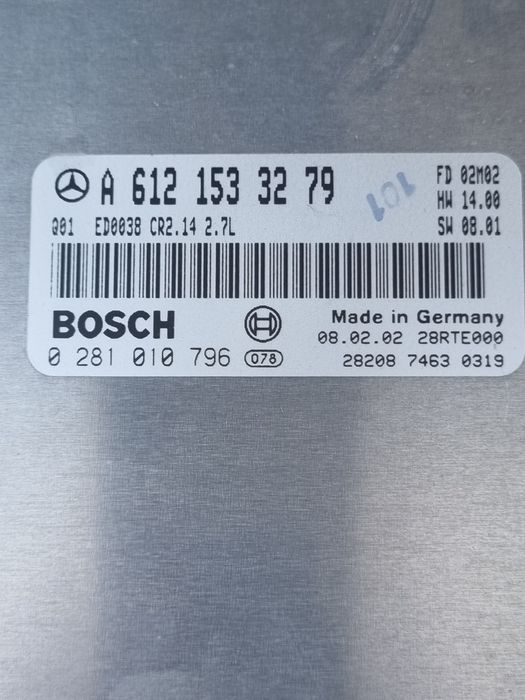 A 612 153 32 79
101
FD 02M02
HW 14.00
SW 08.01
Q01 ED0038 CR2.14 2.7L
BOSCH
Made in Germany
08.02.02 28RTE000
0 281 010 796 078
28208 7463 0319